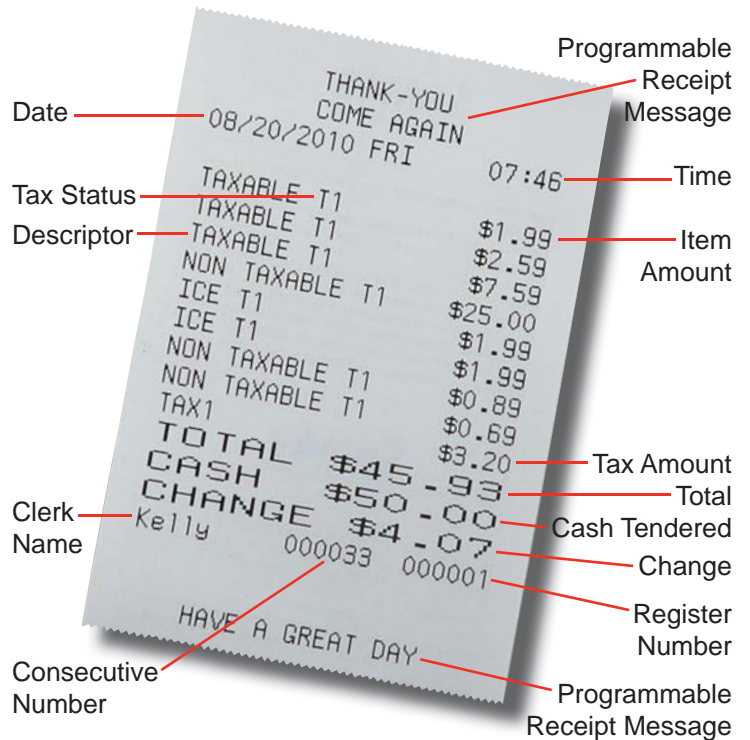 Programmable
Receipt
Message
THANK-YOU
COME AGAIN
Date
08/20/2010 FRI
07:46
Time
Tax Status
TAXABLE T1 $1.99
Item
Amount
TAXABLE T1 $2.59
Descriptor
TAXABLE T1 $7.59
NON TAXABLE T1 $25.00
ICE T1 $1.99
ICE T1 $1.99
NON TAXABLE T1 $0.89
NON TAXABLE T1 $0.69
TAX1 $3.20
Tax Amount
TOTAL $45.93
Total
CASH $50.00
Cash Tendered
CHANGE $4.07
Change
Clerk
Name
Kelly 000033 000001
Register
Number
HAVE A GREAT DAY
Consecutive
Number
Programmable
Receipt Message